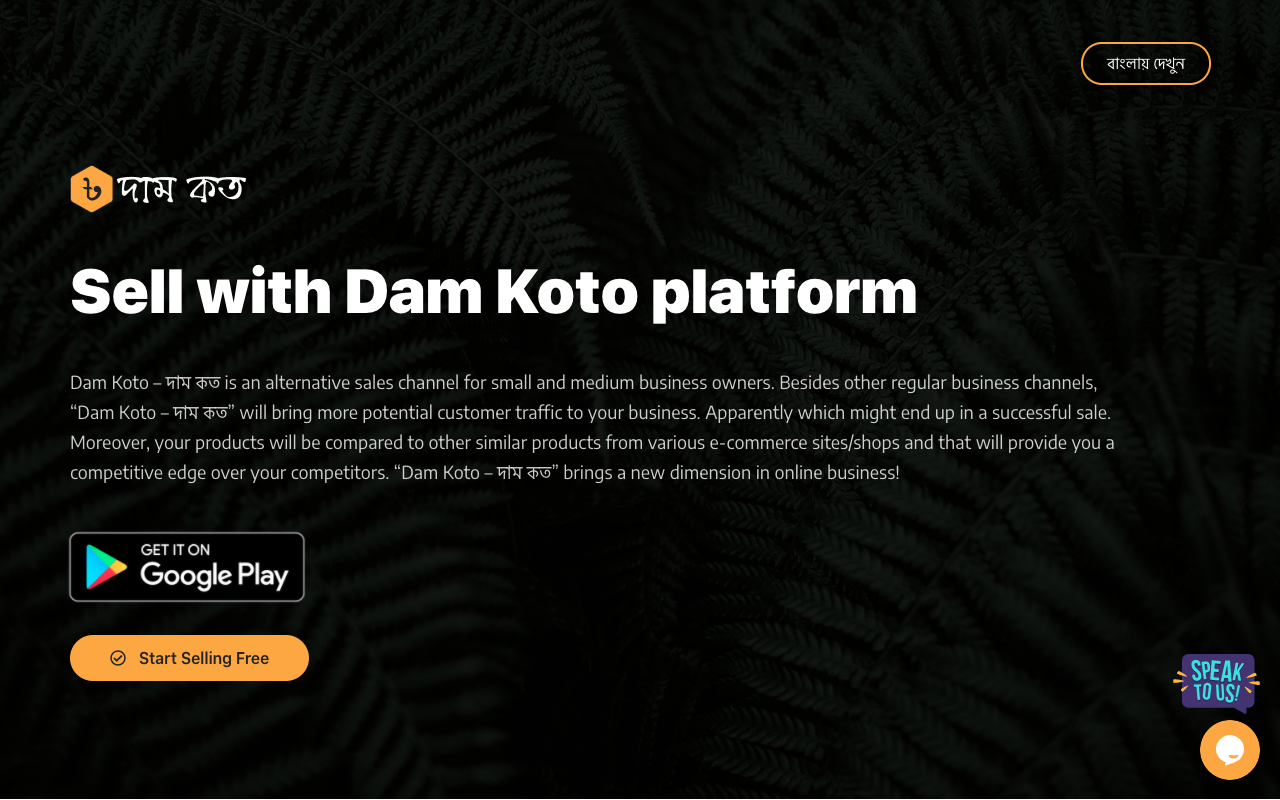 বাংলায় দেখুন
৳ দাম কত
Sell with Dam Koto platform
Dam Koto – দাম কত is an alternative sales channel for small and medium business owners. Besides other regular business channels,
“Dam Koto – দাম কত” will bring more potential customer traffic to your business. Apparently which might end up in a successful sale.
Moreover, your products will be compared to other similar products from various e-commerce sites/shops and that will provide you a
competitive edge over your competitors. “Dam Koto – দাম কত” brings a new dimension in online business!
GET IT ON
Google Play
Start Selling Free
SPEAK
TO US!